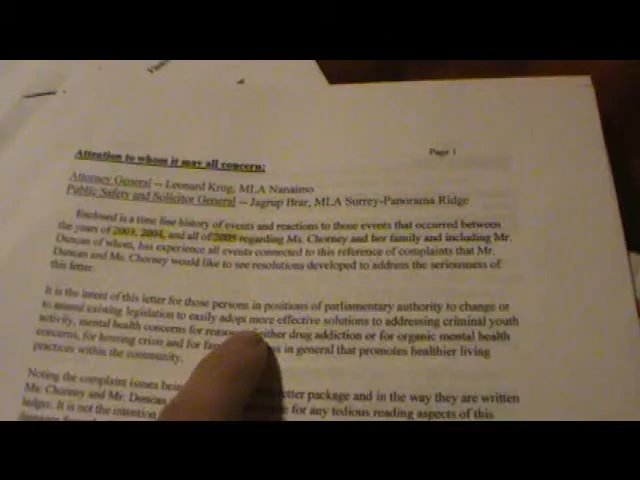 Page 1
Attention to whom it may all concern:
Attorney General -- Leonard Krog, MLA Nanaimo
Public Safety and Solicitor General -- Jagrup Brar, MLA Surrey-Panorama Ridge
Enclosed is a time line history of events and reactions to those events that occurred between
the years of 2003, 2004, and all of 2005 regarding Ms. Chorney and her family and including Mr.
Duncan of whom, has experience all events connected to this reference of complaints that Mr.
Duncan and Ms. Chorney would like to see resolutions developed to address the seriousness of
this letter.
It is the intent of this letter for those persons in positions of parliamentary authority to change or
to amend existing legislation to easily adopt more effective solutions to addressing criminal youth
activity, mental health concerns for reasons of either drug addiction or for organic mental health
concerns, for housing crisis and for in general that promotes healthier living
practices within the community.
Noting the complaint issues letter package and in the way they are written
Ms. Chorney and Mr. Duncan for any tedious reading aspects of this
ledger. It is not the intention